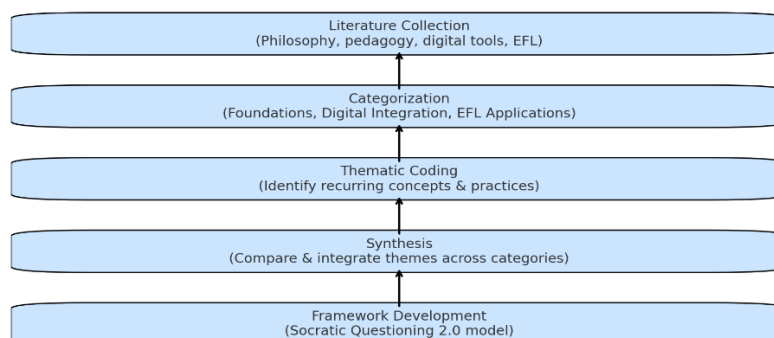 Literature Collection
(Philosophy, pedagogy, digital tools, EFL)
Categorization
(Foundations, Digital Integration, EFL Applications)
Thematic Coding
(Identify recurring concepts & practices)
Synthesis
(Compare & integrate themes across categories)
Framework Development
(Socratic Questioning 2.0 model)